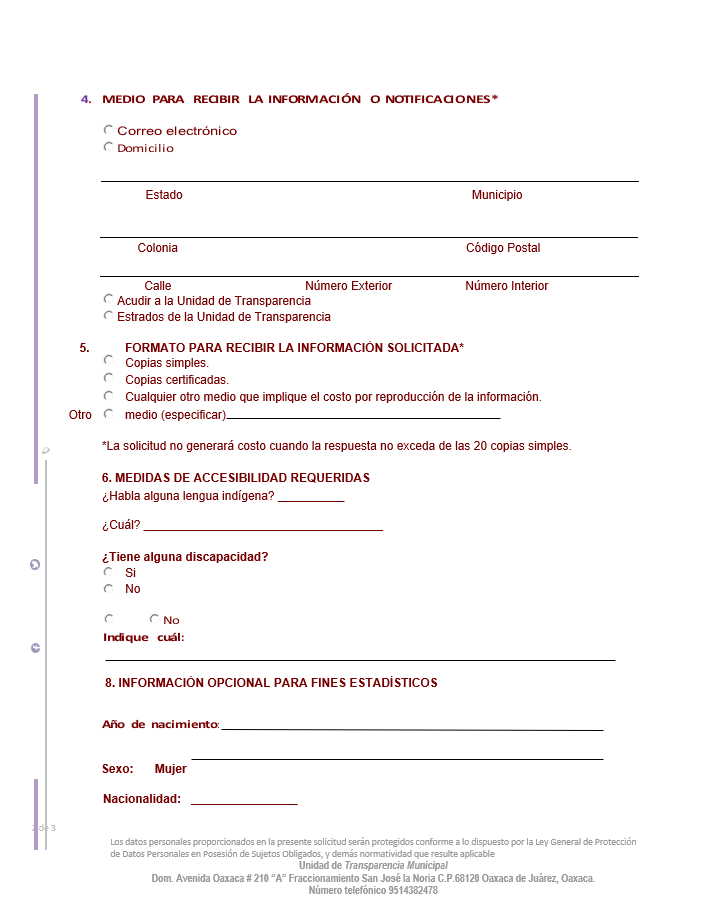 4. MEDIO PARA RECIBIR LA INFORMACIÓN O NOTIFICACIONES*
Correo electrónico
Domicilio
Estado Municipio
Colonia Código Postal
Calle Número Exterior Número Interior
Acudir a la Unidad de Transparencia
Estrados de la Unidad de Transparencia
5. FORMATO PARA RECIBIR LA INFORMACIÓN SOLICITADA*
Copias simples.
Copias certificadas.
Cualquier otro medio que implique el costo por reproducción de la información.
Otro medio (especificar)
*La solicitud no generará costo cuando la respuesta no exceda de las 20 copias simples.
6. MEDIDAS DE ACCESIBILIDAD REQUERIDAS
¿Habla alguna lengua indígena?
¿Cuál?
¿Tiene alguna discapacidad?
Si
No
No
Indique cuál:
8. INFORMACIÓN OPCIONAL PARA FINES ESTADÍSTICOS
Año de nacimiento:
Sexo: Mujer
Nacionalidad:
2 de 3
Los datos personales proporcionados en la presente solicitud serán protegidos conforme a lo dispuesto por la Ley General de Protección
de Datos Personales en Posesión de Sujetos Obligados, y demás normatividad que resulte aplicable
Unidad de Transparencia Municipal
Dom. Avenida Oaxaca # 210 “A” Fraccionamiento San José la Noria C.P.68120 Oaxaca de Juárez, Oaxaca.
Número telefónico 9514382478